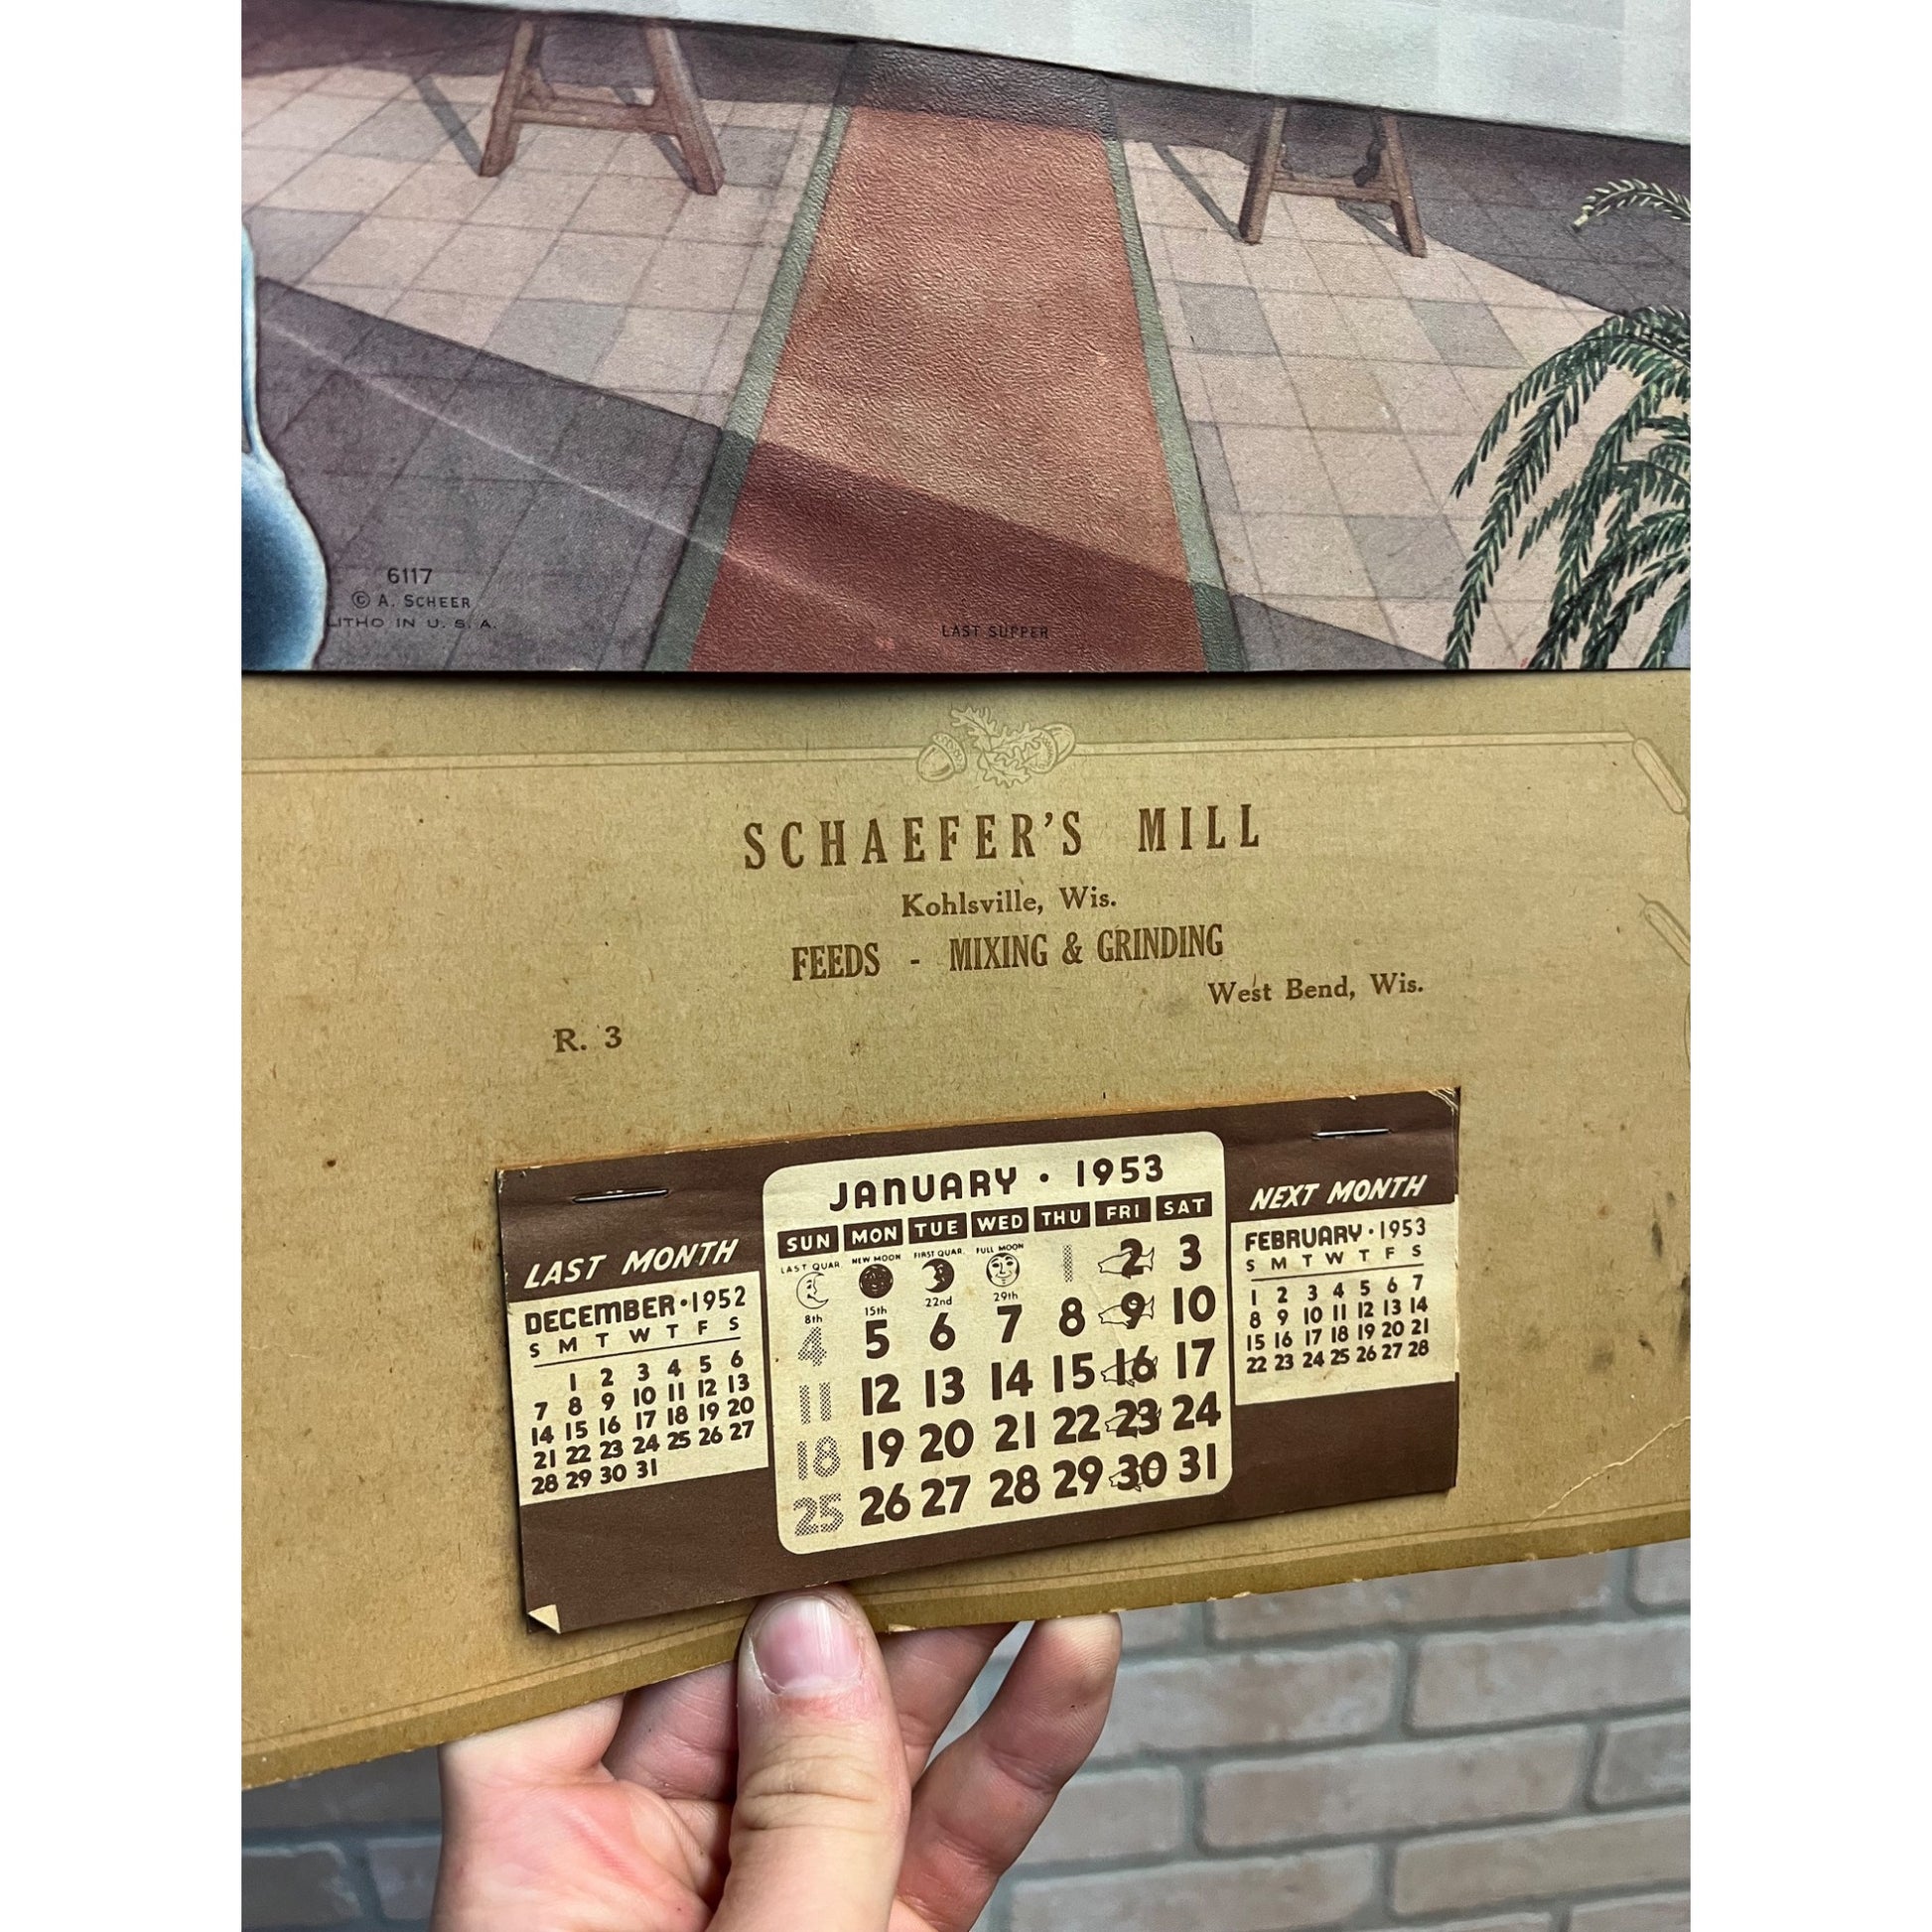 6117
© A. SCHEER
LITHO IN U. S. A.
LAST SUPPER
SCHAEFER'S MILL
Kohlsville, Wis.
FEEDS - MIXING & GRINDING
West Bend, Wis.
R. 3
LAST MONTH
DECEMBER • 1952
S M T W T F S
1 2 3 4 5 6
7 8 9 10 11 12 13
14 15 16 17 18 19 20
21 22 23 24 25 26 27
28 29 30 31
JANUARY • 1953
SUN MON TUE WED THU FRI SAT
LAST QUAR. 8th NEW MOON 15th FIRST QUAR. 22nd FULL MOON 29th 1 2 3
4 5 6 7 8 9 10
11 12 13 14 15 16 17
18 19 20 21 22 23 24
25 26 27 28 29 30 31
NEXT MONTH
FEBRUARY • 1953
S M T W T F S
1 2 3 4 5 6 7
8 9 10 11 12 13 14
15 16 17 18 19 20 21
22 23 24 25 26 27 28